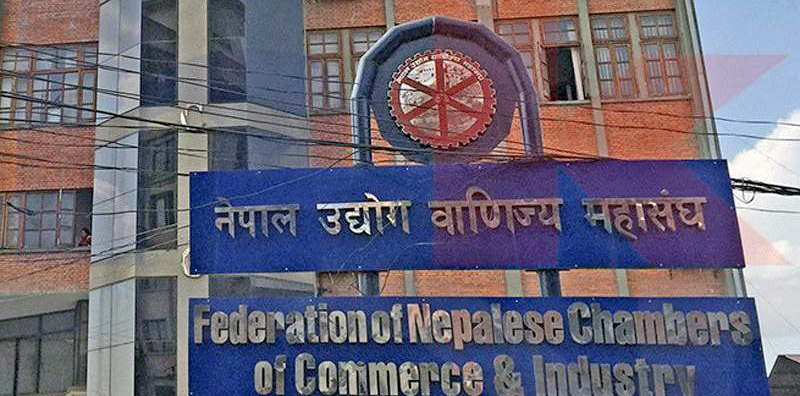 नेपाल उद्योग वाणिज्य महासंघ
Federation of Nepalese Chambers
of Commerce & Industry